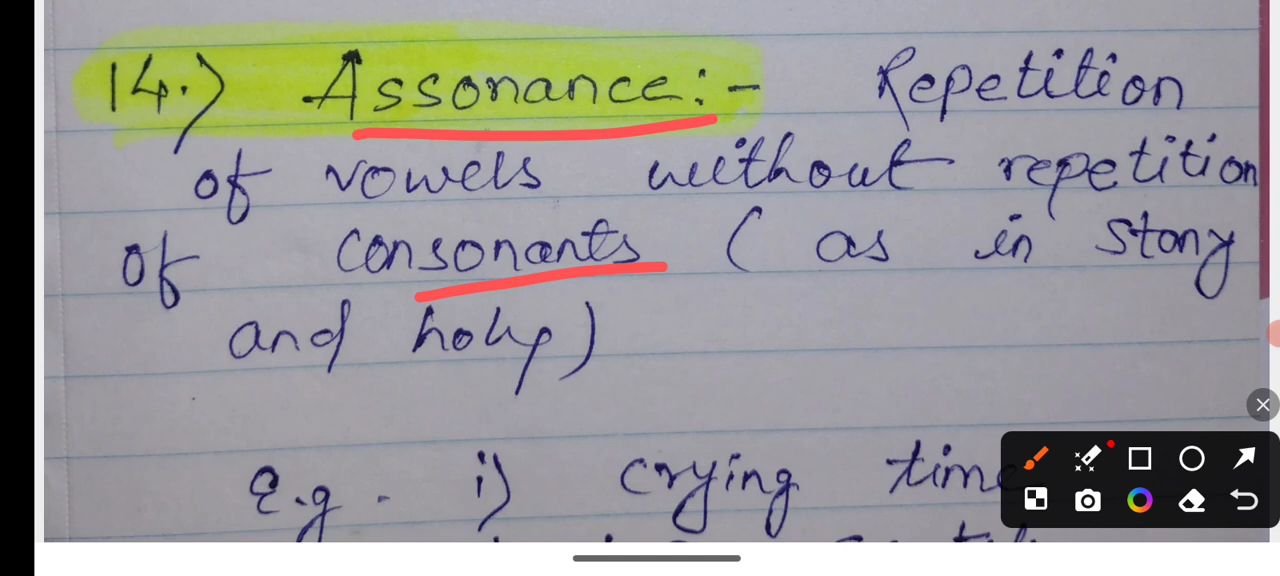 14.) Assonance:- Repetition
of vowels without repetition
of consonants ( as in stony
and holy)
e.g. i) crying time